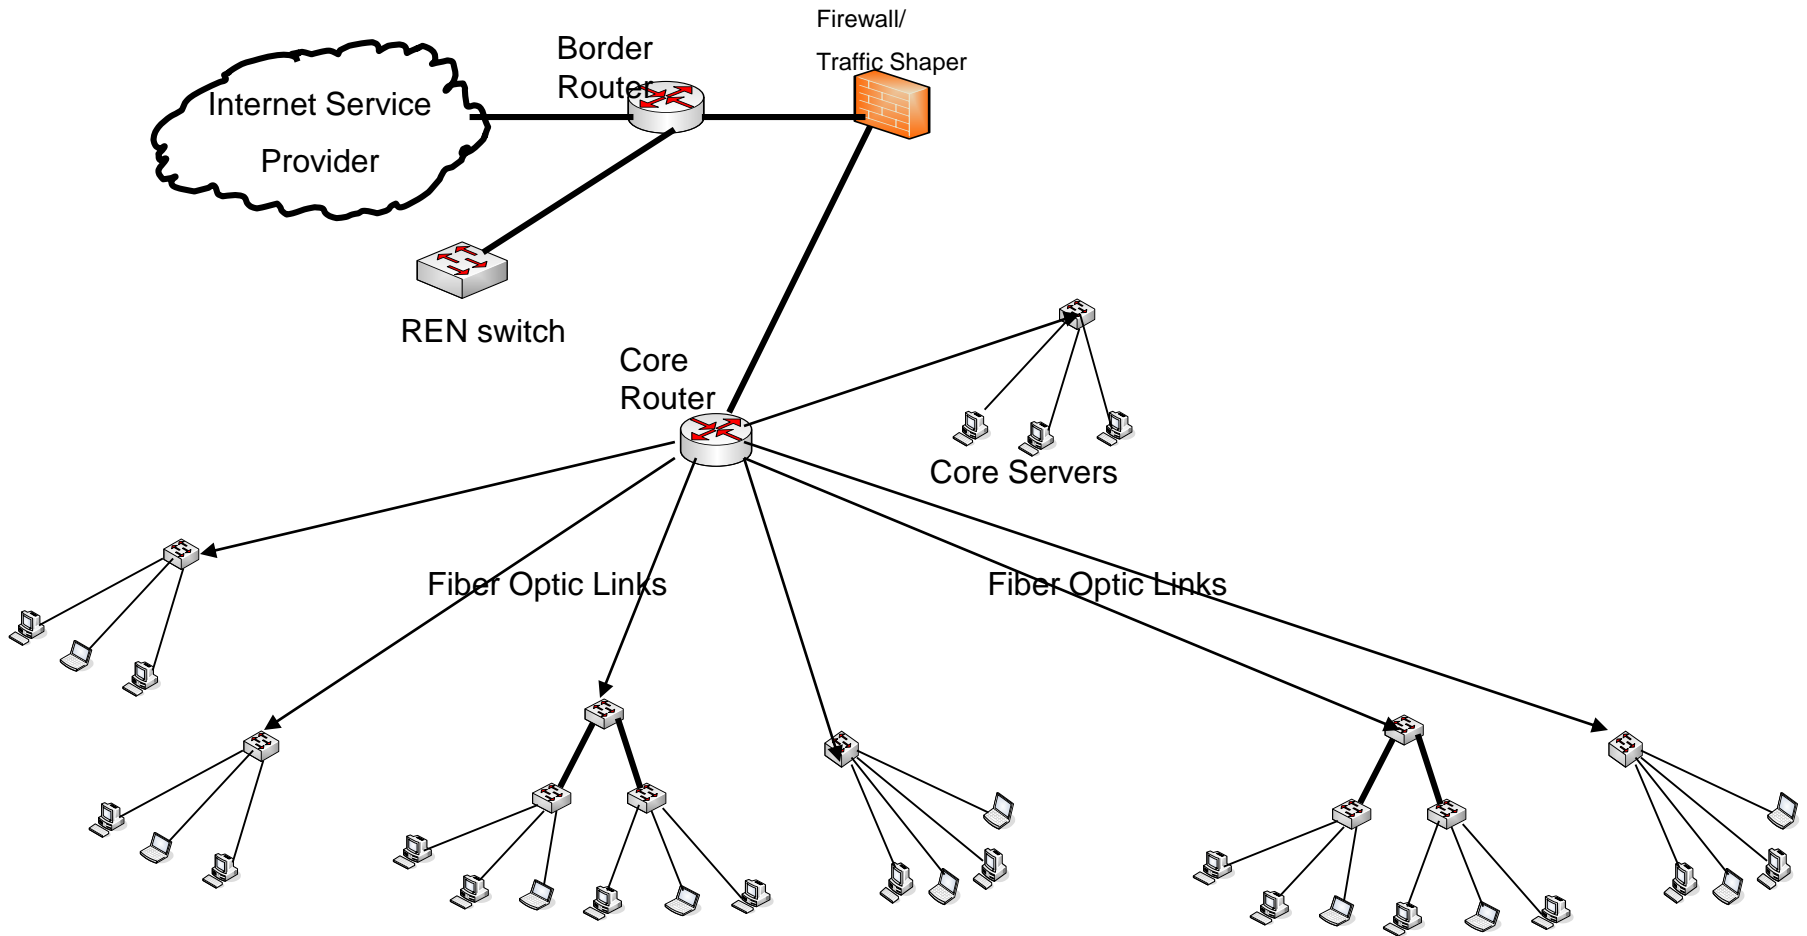 Firewall/
Traffic Shaper
Border
Router
Internet Service
Provider
REN switch
Core
Router
Core Servers
Fiber Optic Links
Fiber Optic Links